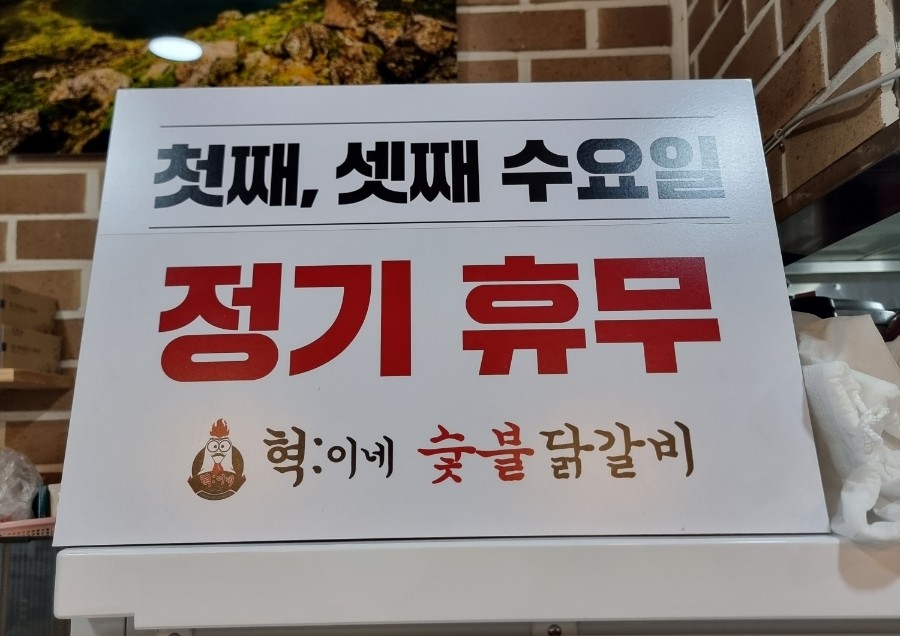 첫째, 셋째 수요일
정기 휴무
혁:이네 숯불 닭갈비